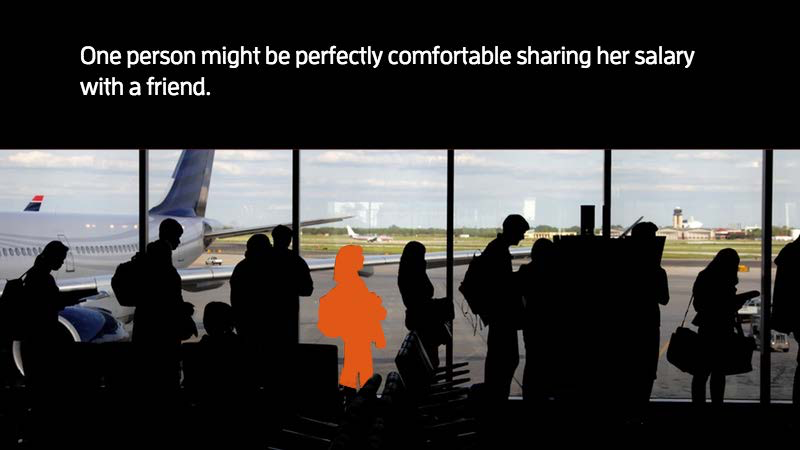 One person might be perfectly comfortable sharing her salary
with a friend.